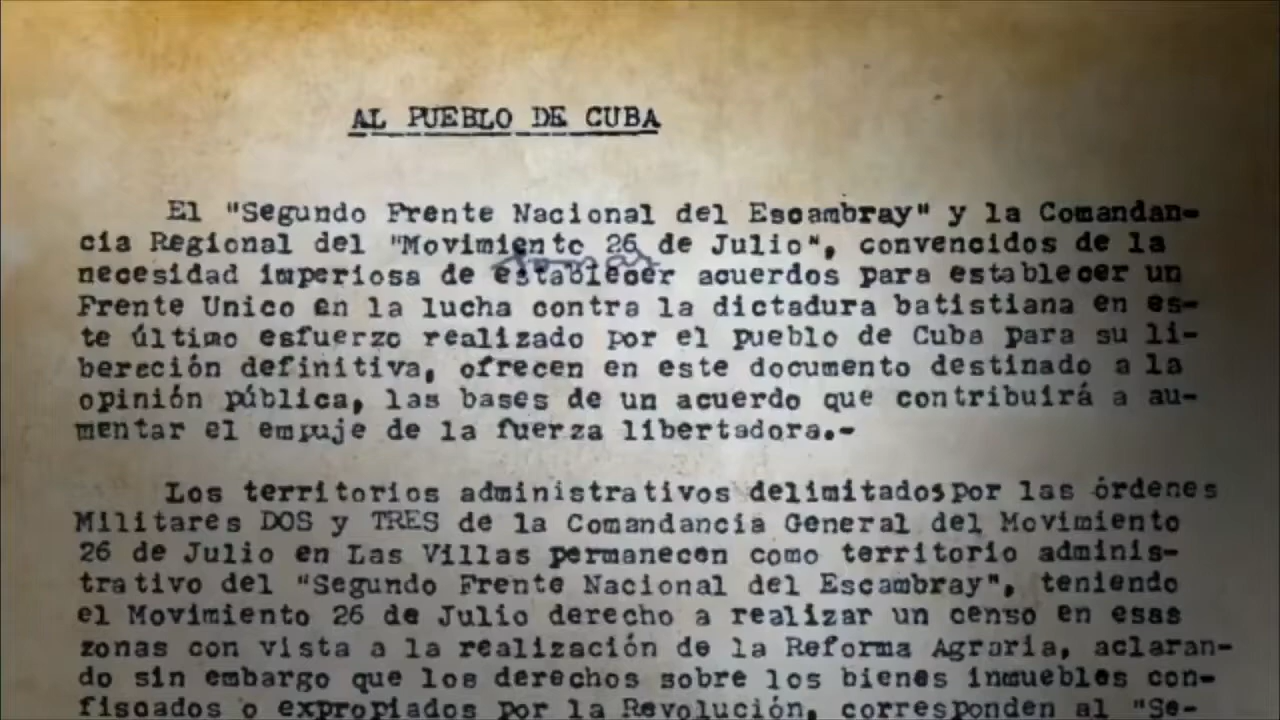 AL PUEBLO DE CUBA
El "Segundo Frente Nacional del Escambray" y la Comandan-
cia Regional del "Movimiento 26 de Julio", convencidos de la
necesidad imperiosa de establecer acuerdos para establecer un
Frente Unico en la lucha contra la dictadura batistiana en es-
te último esfuerzo realizado por el pueblo de Cuba para su li-
bereción definitiva, ofrecen en este documento destinado a la
opinión pública, las bases de un acuerdo que contribuirá a au-
mentar el empuje de la fuerza libertadora.-
Los territorios administrativos delimitados por las órdenes
Militares DOS y TRES de la Comandancia General del Movimiento
26 de Julio en Las Villas permanecen como territorio adminis-
trativo del "Segundo Frente Nacional del Escambray", teniendo
el Movimiento 26 de Julio derecho a realizar un censo en esas
zonas con vista a la realización de la Reforma Agraria, aclaran-
do sin embargo que los derechos sobre los bienes inmuebles con-
fiscados o expropiados por la Revolución, corresponden al "Se-